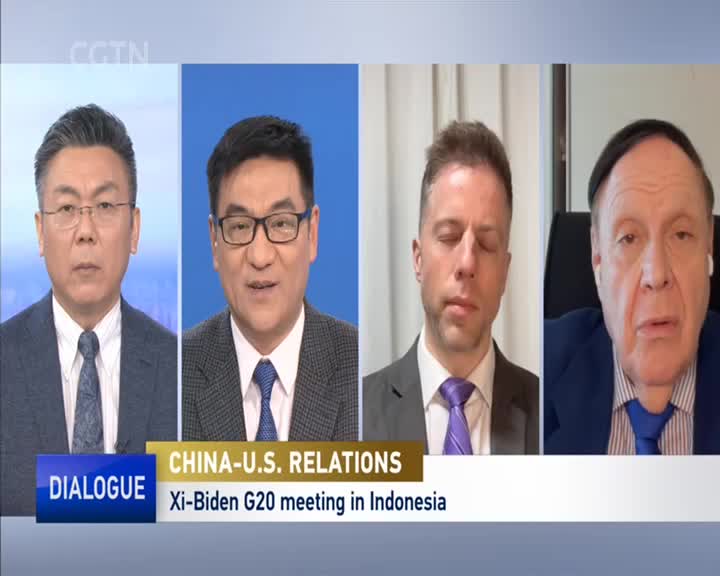 CGTN
CHINA-U.S. RELATIONS
DIALOGUE
Xi-Biden G20 meeting in Indonesia